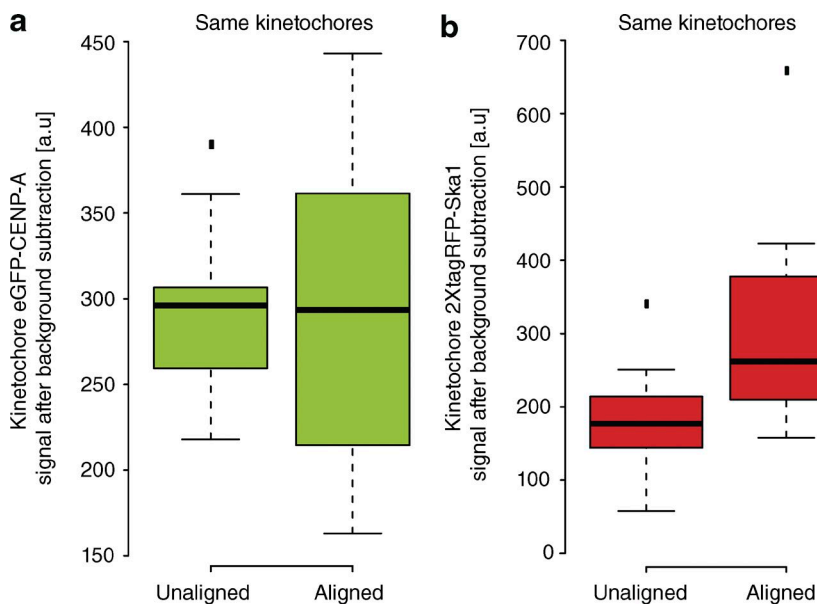 a
Same kinetochores
Kinetochore eGFP-CENP-A
signal after background subtraction [a.u]
450
400
350
300
250
200
150
Unaligned
Aligned
b
Same kinetochores
Kinetochore 2XtagRFP-Ska1
signal after background subtraction [a.u]
700
600
500
400
300
200
100
0
Unaligned
Aligned